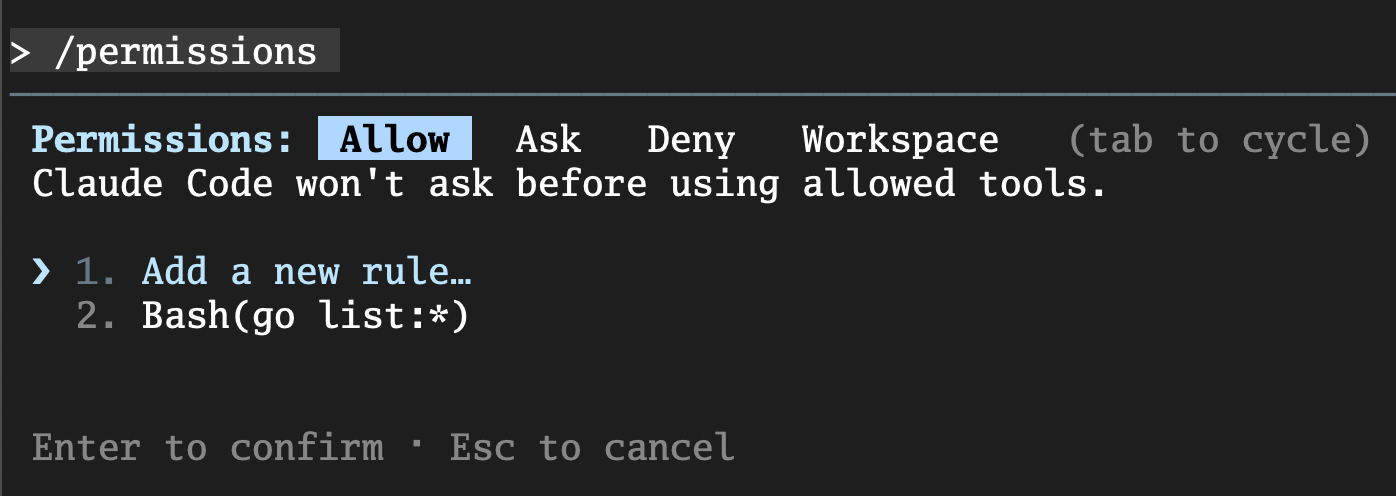 > /permissions
Permissions: Allow Ask Deny Workspace (tab to cycle)
Claude Code won't ask before using allowed tools.
❯ 1. Add a new rule…
2. Bash(go list:*)
Enter to confirm · Esc to cancel